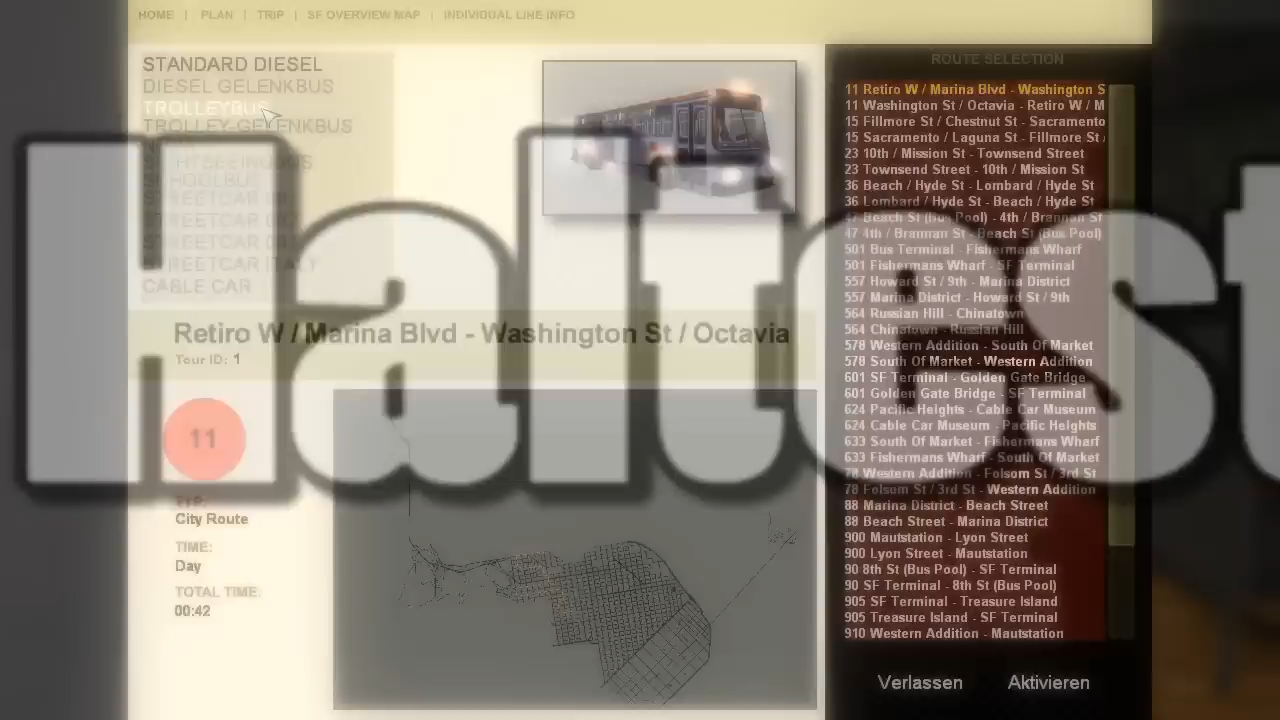 HOME | PLAN | TRIP | SF OVERVIEW MAP | INDIVIDUAL LINE INFO
STANDARD DIESEL
DIESEL GELENKBUS
TROLLEYBUS
TROLLEY-GELENKBUS
STREETCAR
STREETCAR
STREETCAR
STREETCAR ITALY
CABLE CAR
Haltest
Retiro W / Marina Blvd - Washington St / Octavia
Tour ID: 1
11
TYP:
City Route
TIME:
Day
TOTAL TIME:
00:42
ROUTE SELECTION
11 Retiro W / Marina Blvd - Washington S
11 Washington St / Octavia - Retiro W / M
15 Fillmore St / Chestnut St - Sacramento
15 Sacramento / Laguna St - Fillmore St /
23 10th / Mission St - Townsend Street
23 Townsend Street - 10th / Mission St
36 Beach / Hyde St - Lombard / Hyde St
36 Lombard / Hyde St - Beach / Hyde St
47 Beach St (Bus Pool) - 4th / Brannan St
47 4th / Brannan St - Beach St (Bus Pool)
501 Bus Terminal - Fishermans Wharf
501 Fishermans Wharf - SF Terminal
557 Howard St / 9th - Marina District
557 Marina District - Howard St / 9th
564 Russian Hill - Chinatown
564 Chinatown - Russian Hill
578 Western Addition - South Of Market
578 South Of Market - Western Addition
601 SF Terminal - Golden Gate Bridge
601 Golden Gate Bridge - SF Terminal
624 Pacific Heights - Cable Car Museum
624 Cable Car Museum - Pacific Heights
633 South Of Market - Fishermans Wharf
633 Fishermans Wharf - South Of Market
78 Western Addition - Folsom St / 3rd St
78 Folsom St / 3rd St - Western Addition
88 Marina District - Beach Street
88 Beach Street - Marina District
900 Mautstation - Lyon Street
900 Lyon Street - Mautstation
90 8th St (Bus Pool) - SF Terminal
90 SF Terminal - 8th St (Bus Pool)
905 SF Terminal - Treasure Island
905 Treasure Island - SF Terminal
910 Western Addition - Mautstation
Verlassen
Aktivieren